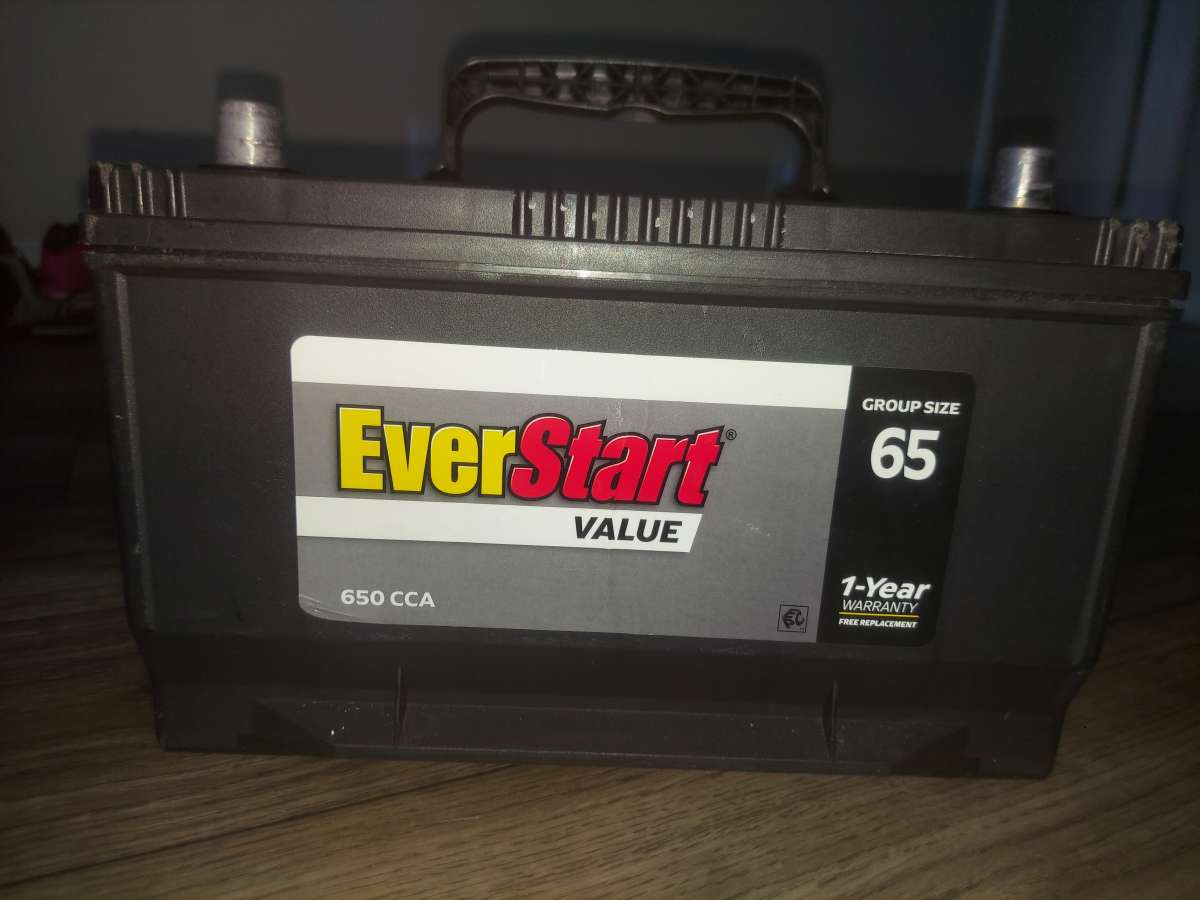 EverStart®
VALUE
650 CCA
GROUP SIZE
65
1-Year
WARRANTY
FREE REPLACEMENT